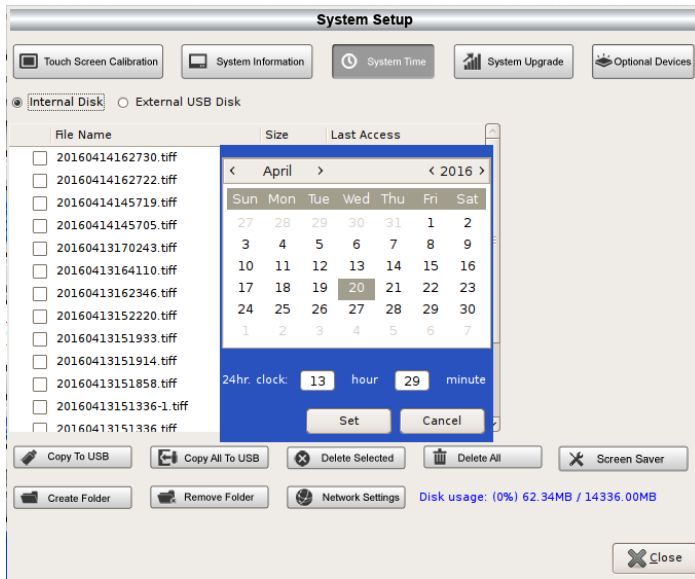 System Setup
Touch Screen Calibration System Information System Time System Upgrade Optional Devices
Internal Disk External USB Disk
File Name Size Last Access
20160414162730.tiff
20160414162722.tiff
20160414145719.tiff
20160414145705.tiff
20160413170243.tiff
20160413164110.tiff
20160413162346.tiff
20160413152220.tiff
20160413151933.tiff
20160413151914.tiff
20160413151858.tiff
20160413151336-1.tiff
20160413151336.tiff
< April > < 2016 >
Sun Mon Tue Wed Thu Fri Sat
27 28 29 30 31 1 2
3 4 5 6 7 8 9
10 11 12 13 14 15 16
17 18 19 20 21 22 23
24 25 26 27 28 29 30
1 2 3 4 5 6 7
24hr. clock: 13 hour 29 minute
Set Cancel
Copy To USB Copy All To USB Delete Selected Delete All Screen Saver
Create Folder Remove Folder Network Settings Disk usage: (0%) 62.34MB / 14336.00MB
Close